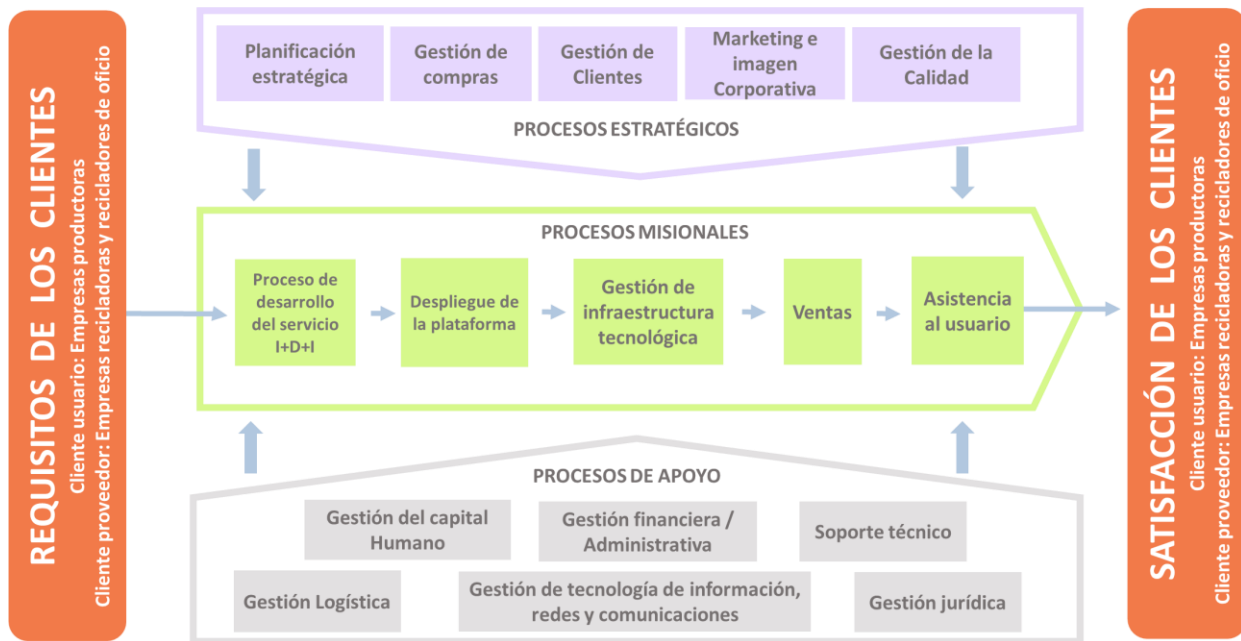 REQUISITOS DE LOS CLIENTES
Cliente usuario: Empresas productoras
Cliente proveedor: Empresas recicladoras y recicladores de oficio
Planificación
estratégica
Gestión de
compras
Gestión de
Clientes
Marketing e
imagen
Corporativa
Gestión de la
Calidad
PROCESOS ESTRATÉGICOS
PROCESOS MISIONALES
Proceso de
desarrollo
del servicio
I+D+I
Despliegue de
la plataforma
Gestión de
infraestructura
tecnológica
Ventas
Asistencia
al usuario
PROCESOS DE APOYO
Gestión del capital
Humano
Gestión financiera /
Administrativa
Soporte técnico
Gestión Logística
Gestión de tecnología de información,
redes y comunicaciones
Gestión jurídica
SATISFACCIÓN DE LOS CLIENTES
Cliente usuario: Empresas productoras
Cliente proveedor: Empresas recicladoras y recicladores de oficio